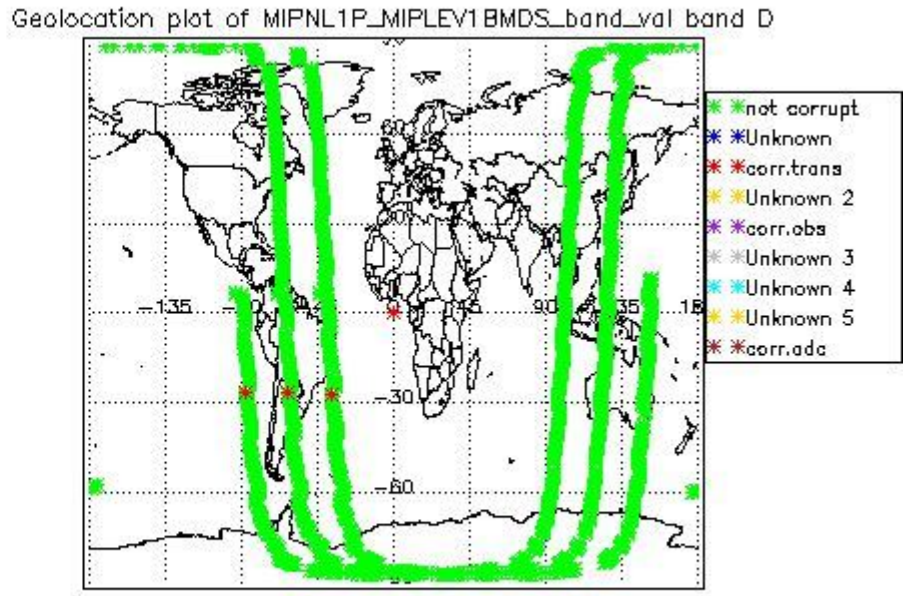 Geolocation plot of MIPNL1P_MIPLEV1BMDS_band_val band D
not corrupt
Unknown
corr.trans
Unknown 2
corr.obs
Unknown 3
Unknown 4
Unknown 5
corr.adc
-135
90
-30
-60